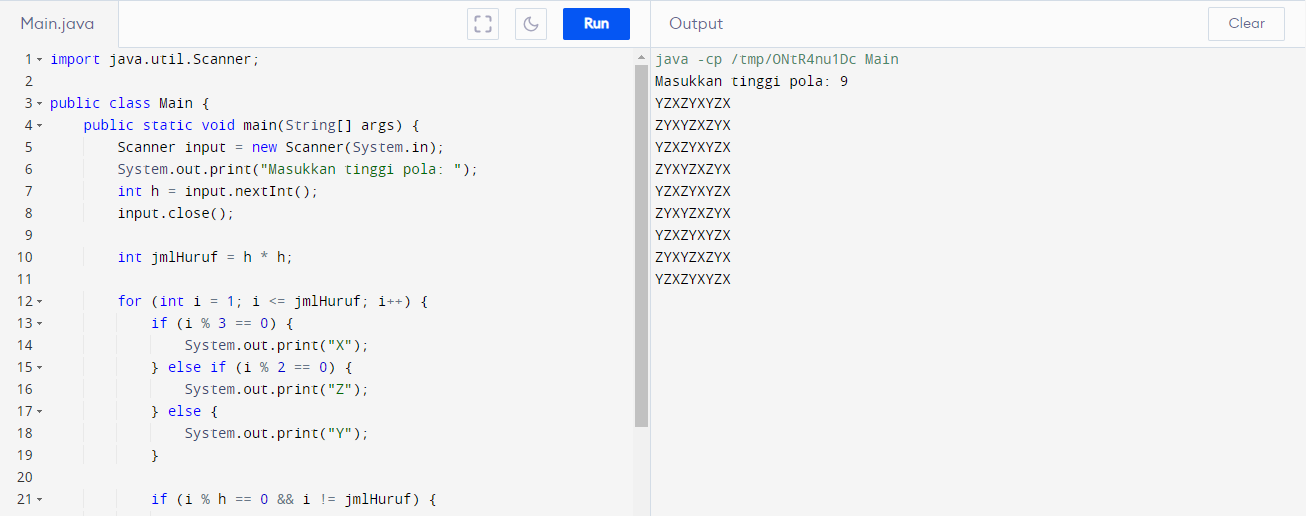 Main.java
Run
1 import java.util.Scanner;
2
3 public class Main {
4 public static void main(String[] args) {
5 Scanner input = new Scanner(System.in);
6 System.out.print("Masukkan tinggi pola: ");
7 int h = input.nextInt();
8 input.close();
9
10 int jmlHuruf = h * h;
11
12 for (int i = 1; i <= jmlHuruf; i++) {
13 if (i % 3 == 0) {
14 System.out.print("X");
15 } else if (i % 2 == 0) {
16 System.out.print("Z");
17 } else {
18 System.out.print("Y");
19 }
20
21 if (i % h == 0 && i != jmlHuruf) {
Output
Clear
java -cp /tmp/ONtR4nu1Dc Main
Masukkan tinggi pola: 9
YZXZYXYZX
ZYXYZXZYX
YZXZYXYZX
ZYXYZXZYX
YZXZYXYZX
ZYXYZXZYX
YZXZYXYZX
ZYXYZXZYX
YZXZYXYZX